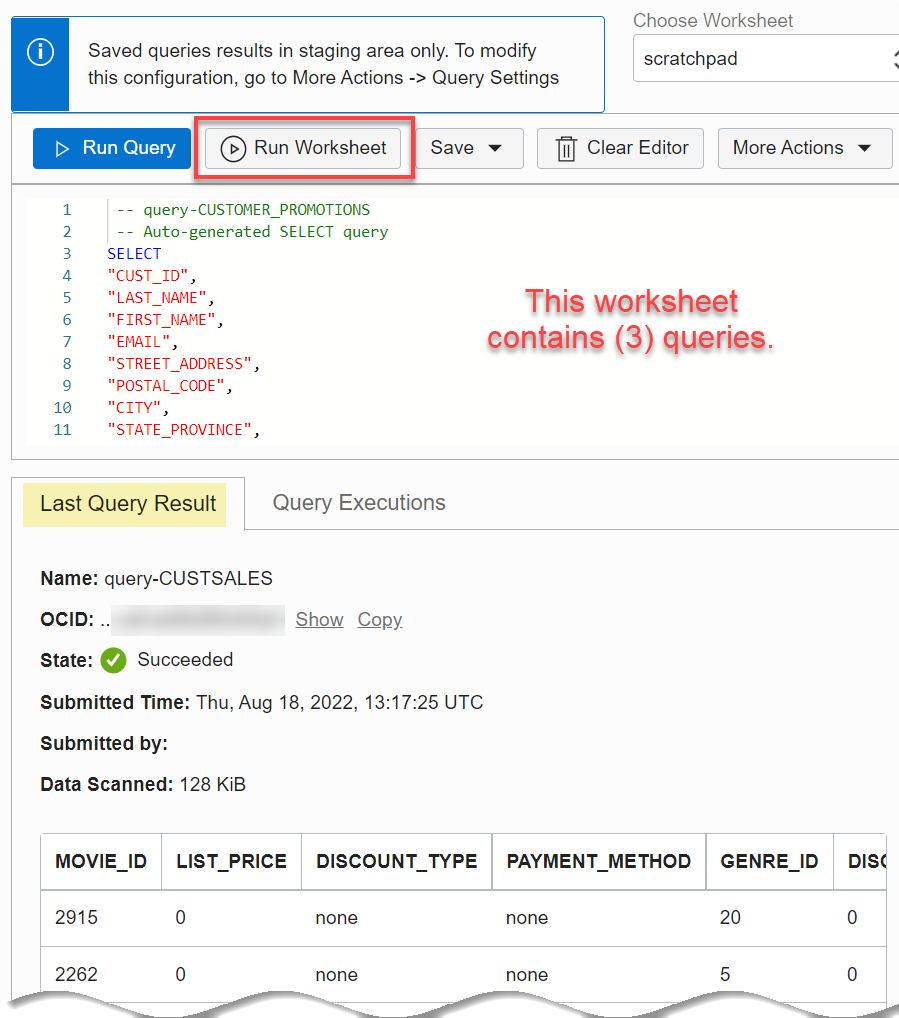 Choose Worksheet
Saved queries results in staging area only. To modify
this configuration, go to More Actions -> Query Settings
scratchpad
Run Query Run Worksheet Save Clear Editor More Actions
1 -- query-CUSTOMER_PROMOTIONS
2 -- Auto-generated SELECT query
3 SELECT
4 "CUST_ID",
5 "LAST_NAME",
6 "FIRST_NAME",
7 "EMAIL",
8 "STREET_ADDRESS",
9 "POSTAL_CODE",
10 "CITY",
11 "STATE_PROVINCE",
This worksheet
contains (3) queries.
Last Query Result Query Executions
Name: query-CUSTSALES
OCID: .. Show Copy
State: Succeeded
Submitted Time: Thu, Aug 18, 2022, 13:17:25 UTC
Submitted by:
Data Scanned: 128 KiB
MOVIE_ID LIST_PRICE DISCOUNT_TYPE PAYMENT_METHOD GENRE_ID
2915 0 none none 20 0
2262 0 none none 5 0